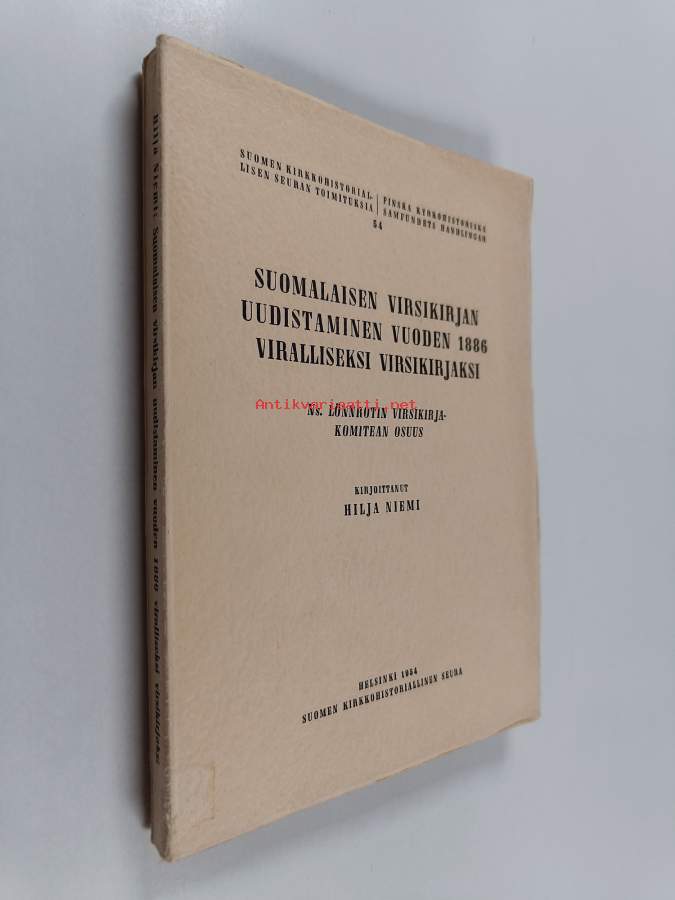 SUOMEN KIRKKOHISTORIAL-
LISEN SEURAN TOIMITUKSIA
FINSKA KYRKOHISTORISKA
SAMFUNDETS HANDLINGAR
54
SUOMALAISEN VIRSIKIRJAN
UUDISTAMINEN VUODEN 1886
VIRALLISEKSI VIRSIKIRJAKSI
Antikvariaatti.net
NS. LÖNNROTIN VIRSIKIRJA-
KOMITEAN OSUUS
KIRJOITTANUT
HILJA NIEMI
HELSINKI 1954
SUOMEN KIRKKOHISTORIALLINEN SEURA
Hilja Niemi: Suomalaisen virsikirjan uudistaminen vuoden 1886 viralliseksi virsikirjaksi